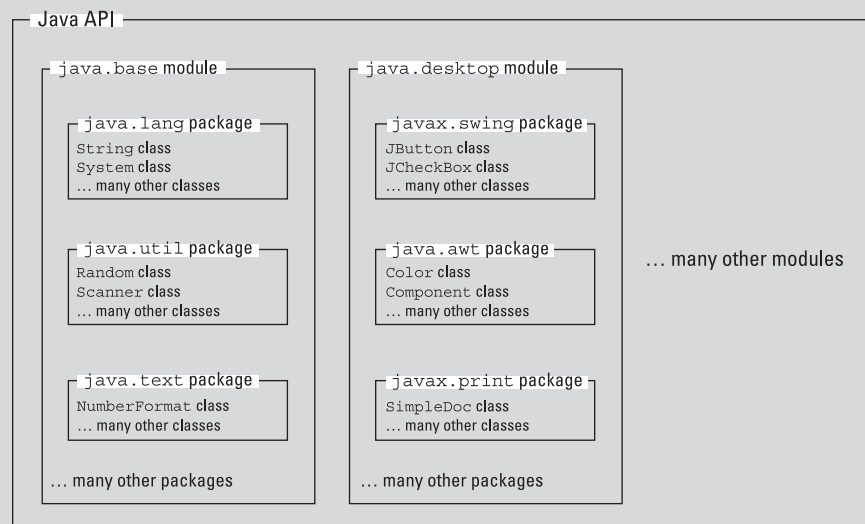 Java API
java.base module
java.lang package
String class
System class
... many other classes
java.util package
Random class
Scanner class
... many other classes
java.text package
NumberFormat class
... many other classes
... many other packages
java.desktop module
javax.swing package
JButton class
JCheckBox class
... many other classes
java.awt package
Color class
Component class
... many other classes
javax.print package
SimpleDoc class
... many other classes
... many other packages
... many other modules